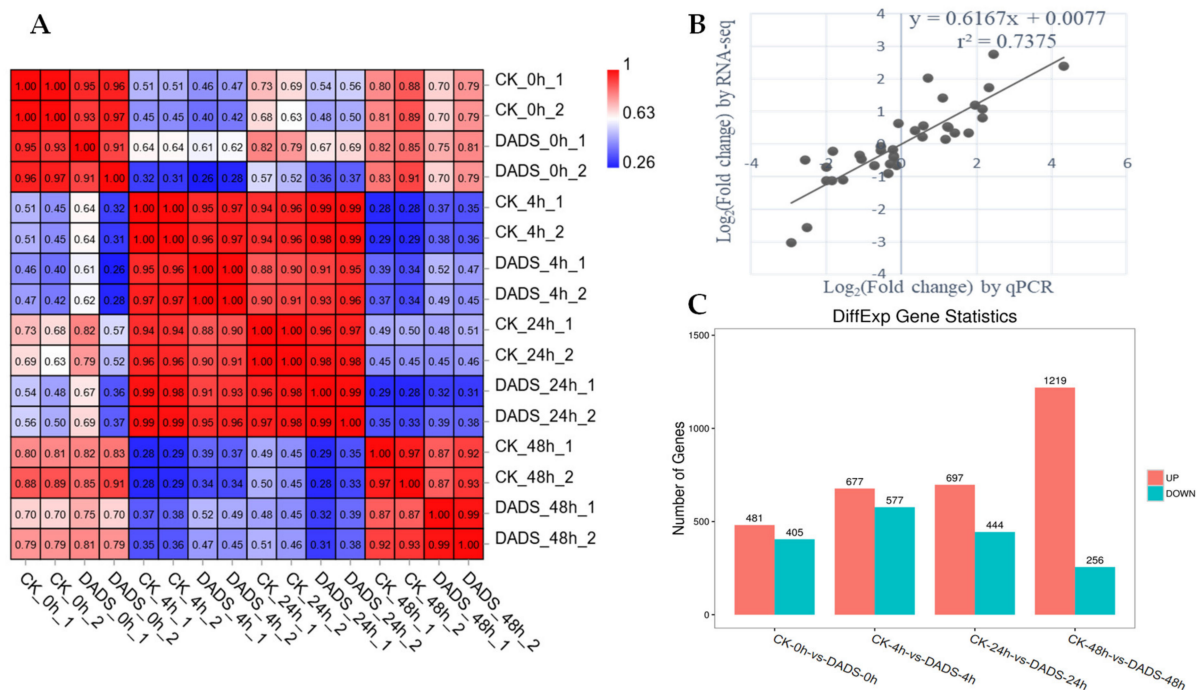 A
1.00 1.00 0.95 0.96 0.51 0.51 0.46 0.47 0.73 0.69 0.54 0.56 0.80 0.88 0.70 0.79 CK_0h_1
1.00 1.00 0.93 0.97 0.45 0.45 0.40 0.42 0.68 0.63 0.48 0.50 0.81 0.89 0.70 0.79 CK_0h_2
0.95 0.93 1.00 0.91 0.64 0.64 0.61 0.62 0.82 0.79 0.67 0.69 0.82 0.85 0.75 0.81 DADS_0h_1
0.96 0.97 0.91 1.00 0.32 0.31 0.26 0.28 0.57 0.52 0.36 0.37 0.83 0.91 0.70 0.79 DADS_0h_2
0.51 0.45 0.64 0.32 1.00 1.00 0.95 0.97 0.94 0.96 0.99 0.99 0.28 0.28 0.37 0.35 CK_4h_1
0.51 0.45 0.64 0.31 1.00 1.00 0.96 0.97 0.94 0.96 0.98 0.99 0.29 0.29 0.38 0.36 CK_4h_2
0.46 0.40 0.61 0.26 0.95 0.96 1.00 1.00 0.88 0.90 0.91 0.95 0.39 0.34 0.52 0.47 DADS_4h_1
0.47 0.42 0.62 0.28 0.97 0.97 1.00 1.00 0.90 0.91 0.93 0.96 0.37 0.34 0.49 0.45 DADS_4h_2
0.73 0.68 0.82 0.57 0.94 0.94 0.88 0.90 1.00 1.00 0.96 0.97 0.49 0.50 0.48 0.51 CK_24h_1
0.69 0.63 0.79 0.52 0.96 0.96 0.90 0.91 1.00 1.00 0.98 0.98 0.45 0.45 0.45 0.46 CK_24h_2
0.54 0.48 0.67 0.36 0.99 0.98 0.91 0.93 0.96 0.98 1.00 0.99 0.29 0.28 0.32 0.31 DADS_24h_1
0.56 0.50 0.69 0.37 0.99 0.99 0.95 0.96 0.97 0.98 0.99 1.00 0.35 0.33 0.39 0.38 DADS_24h_2
0.80 0.81 0.82 0.83 0.28 0.29 0.39 0.37 0.49 0.45 0.29 0.35 1.00 0.97 0.87 0.92 CK_48h_1
0.88 0.89 0.85 0.91 0.28 0.29 0.34 0.34 0.50 0.45 0.28 0.33 0.97 1.00 0.87 0.93 CK_48h_2
0.70 0.70 0.75 0.70 0.37 0.38 0.52 0.49 0.48 0.45 0.32 0.39 0.87 0.87 1.00 0.99 DADS_48h_1
0.79 0.79 0.81 0.79 0.35 0.36 0.47 0.45 0.51 0.46 0.31 0.38 0.92 0.93 0.99 1.00 DADS_48h_2
CK_0h_1
CK_0h_2
DADS_0h_1
DADS_0h_2
CK_4h_1
CK_4h_2
DADS_4h_1
DADS_4h_2
CK_24h_1
CK_24h_2
DADS_24h_1
DADS_24h_2
CK_48h_1
CK_48h_2
DADS_48h_1
DADS_48h_2
1
0.63
0.26
B
y = 0.6167x + 0.0077
r² = 0.7375
Log₂(Fold change) by RNA-seq
4
3
2
1
0
-1
-2
-3
-4
-4 -2 0 2 4 6
Log₂(Fold change) by qPCR
C
DiffExp Gene Statistics
Number of Genes
1500
1000
500
0
481 405 677 577 697 444 1219 256
UP
DOWN
CK-0h-vs-DADS-0h
CK-4h-vs-DADS-4h
CK-24h-vs-DADS-24h
CK-48h-vs-DADS-48h